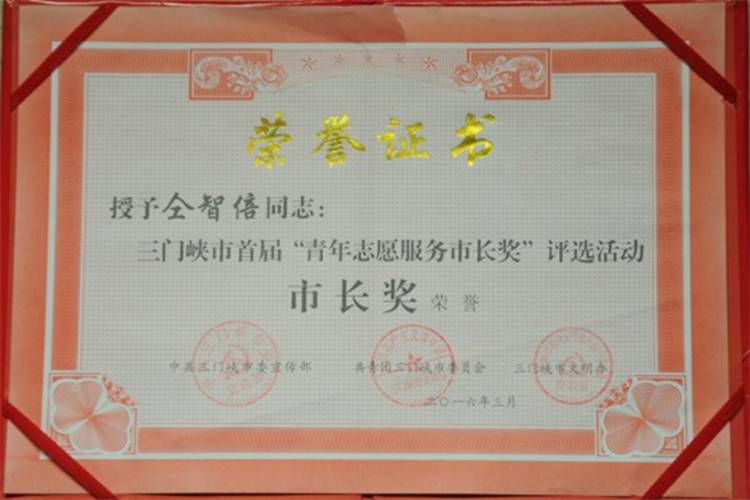 荣誉证书
授予仝智倍同志：
三门峡市首届“青年志愿服务市长奖”评选活动
市长奖荣誉
中共三门峡市委宣传部 共青团三门峡市委员会 三门峡市文明办
二〇一六年三月